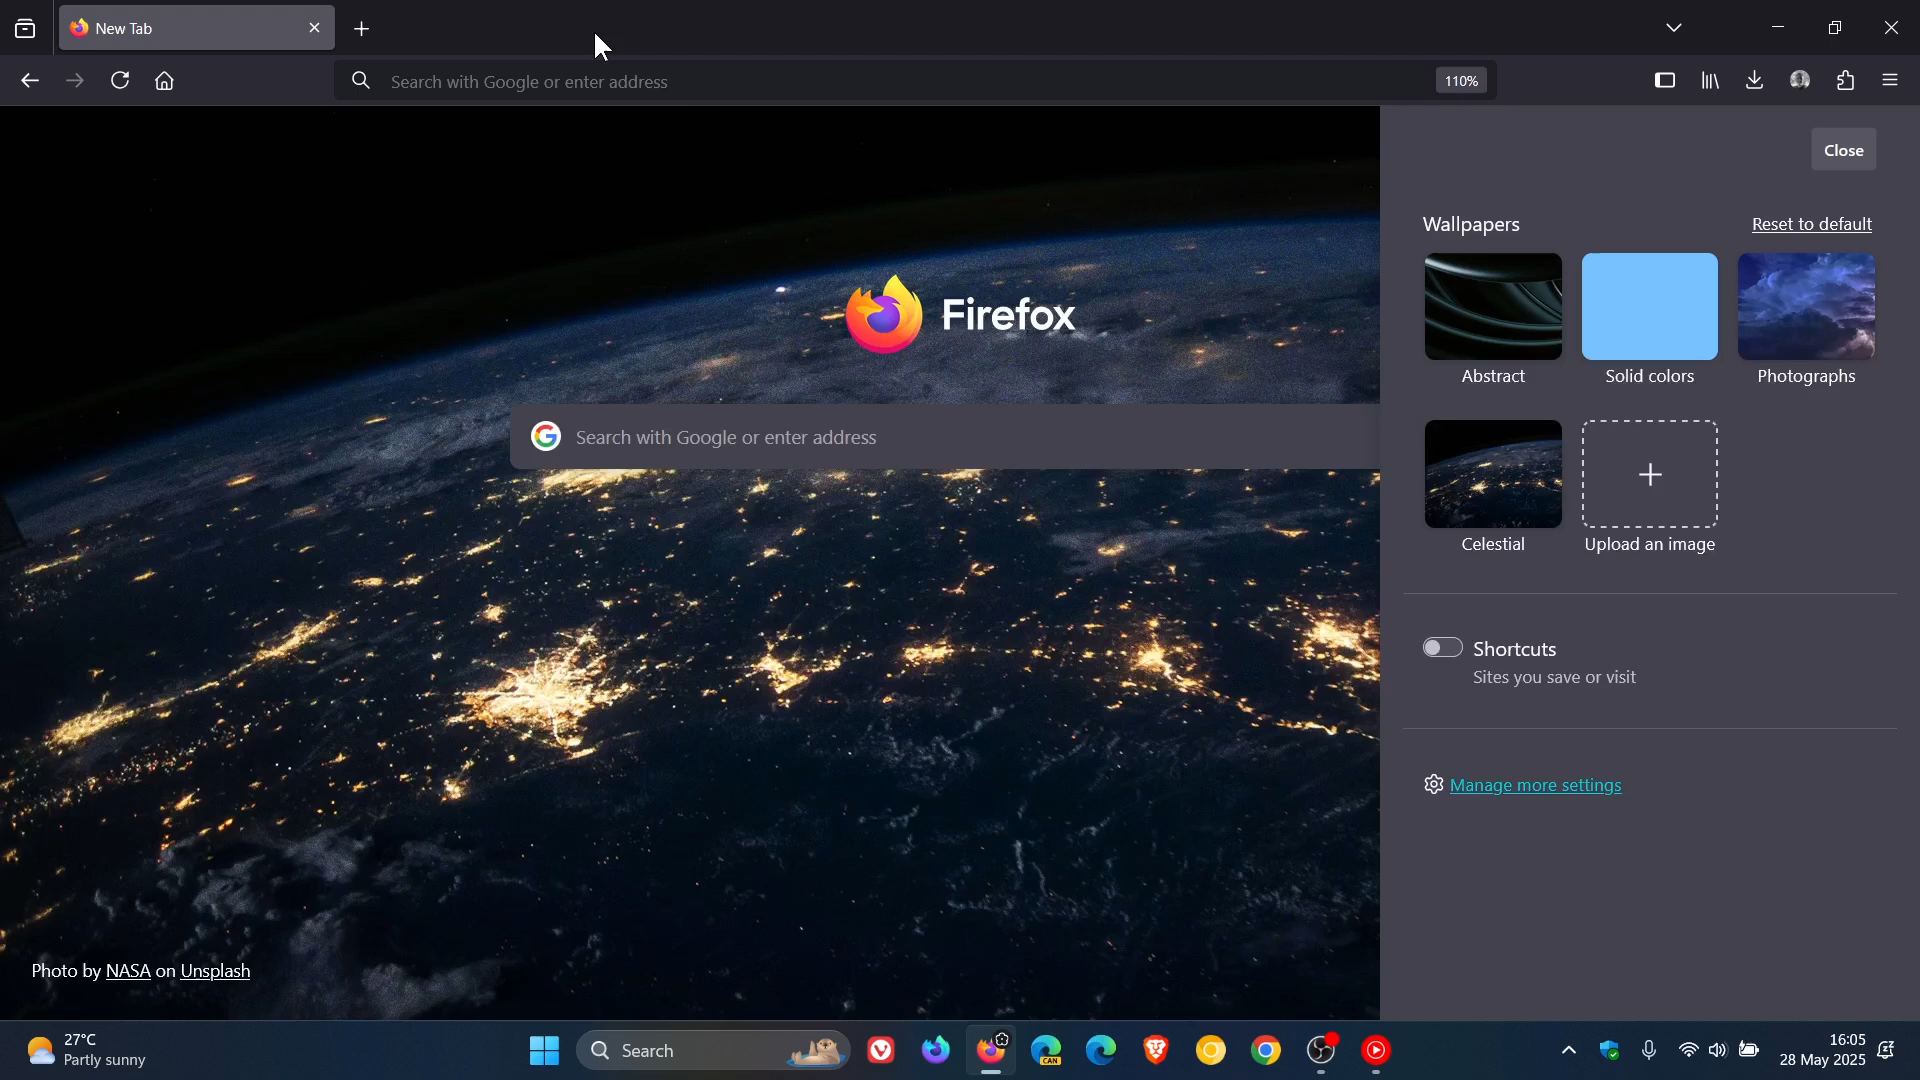 New Tab
Search with Google or enter address
110%
Close
Wallpapers
Reset to default
Firefox
Abstract
Solid colors
Photographs
Search with Google or enter address
Celestial
Upload an image
Shortcuts
Sites you save or visit
Manage more settings
Photo by NASA on Unsplash
27°C
Partly sunny
Search
CAN
16:05
28 May 2025